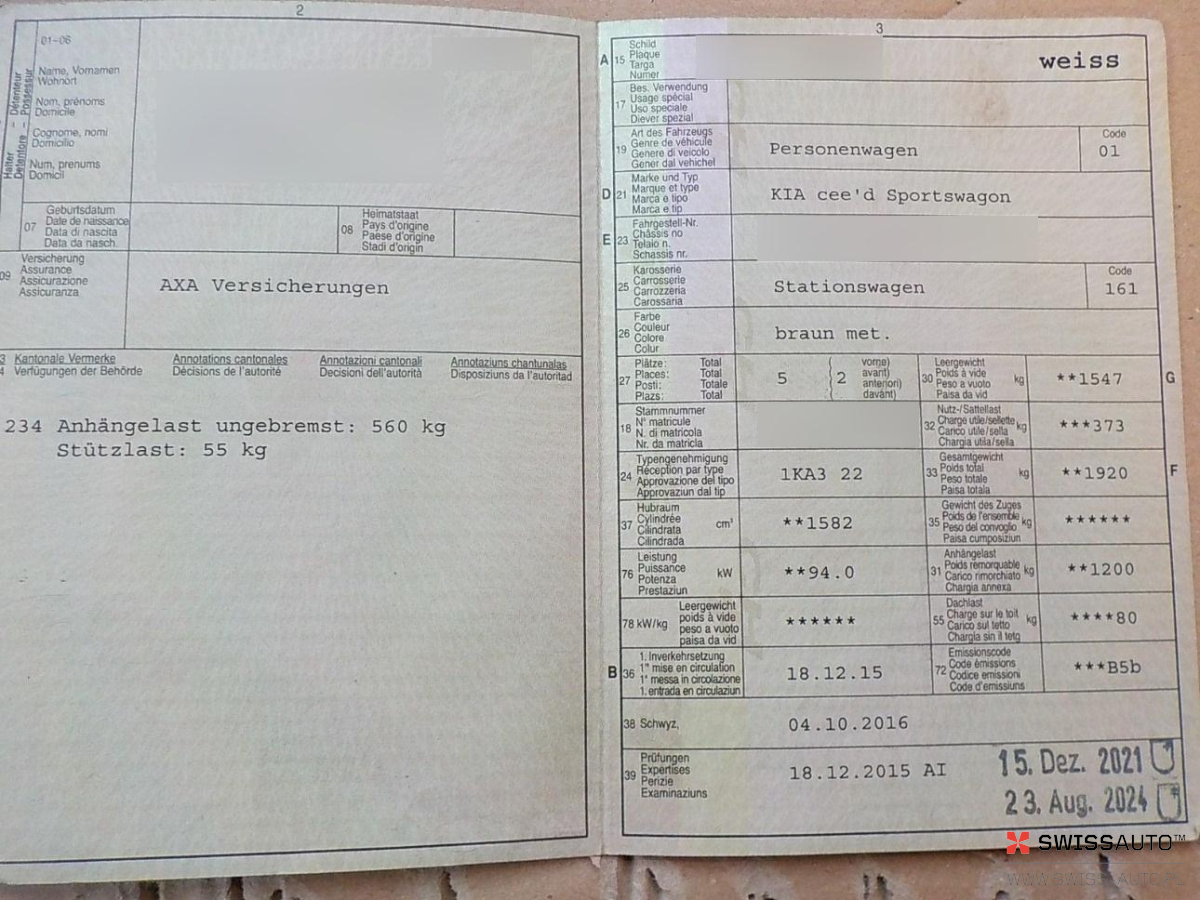 2
01-06
Halter – Détenteur
Detentore – Possessur
Name, Vornamen
Wohnort
Nom, prénoms
Domicile
Cognome, nomi
Domicilio
Num, prenums
Domicil
07
Geburtsdatum
Date de naissance
Data di nascita
Data da nasch.
08
Heimatstaat
Pays d'origine
Paese d'origine
Stadi d'origin
09
Versicherung
Assurance
Assicurazione
Assicuranza
AXA Versicherungen
Kantonale Vermerke
Verfügungen der Behörde
Annotations cantonales
Décisions de l'autorité
Annotazioni cantonali
Decisioni dell'autorità
Annotaziuns chantunalas
Disposiziuns da l'autoritad
234 Anhängelast ungebremst: 560 kg
Stützlast: 55 kg
3
A 15
Schild
Plaque
Targa
Numer
weiss
17
Bes. Verwendung
Usage spécial
Uso speciale
Diever spezial
19
Art des Fahrzeugs
Genre de véhicule
Genere di veicolo
Gener dal vehichel
Personenwagen
Code
01
D 21
Marke und Typ
Marque et type
Marca e tipo
Marca e tip
KIA cee'd Sportswagon
E 23
Fahrgestell-Nr.
Châssis no
Telaio n.
Schassis nr.
25
Karosserie
Carrosserie
Carrozzeria
Carossaria
Stationswagen
Code
161
26
Farbe
Couleur
Colore
Colur
braun met.
27
Plätze: Total
Places: Total
Posti: Totale
Plazs: Total
5
2
vorne)
avant)
anteriori)
davant)
30
Leergewicht
Poids à vide
Peso a vuoto
Paisa da vid
kg
**1547
G
18
Stammnummer
N° matricule
N. di matricola
Nr. da matricla
32
Nutz-/Sattellast
Charge utile/sellette
Carico utile/sella
Chargia utila/sella
kg
***373
24
Typengenehmigung
Réception par type
Approvazione del tipo
Approvaziun dal tip
1KA3 22
33
Gesamtgewicht
Poids total
Peso totale
Paisa totala
kg
**1920
F
37
Hubraum
Cylindrée
Cilindrata
Cilindrada
cm³
**1582
35
Gewicht des Zuges
Poids de l'ensemble
Peso del convoglio
Paisa cumposiziun
kg
******
76
Leistung
Puissance
Potenza
Prestaziun
kW
**94.0
31
Anhängelast
Poids remorquable
Carico rimorchiato
Chargia annexa
kg
**1200
78 kW/kg
Leergewicht
poids à vide
peso a vuoto
paisa da vid
******
55
Dachlast
Charge sur le toit
Carico sul tetto
Chargia sin il tetg
kg
****80
B 36
1. Inverkehrsetzung
1re mise en circulation
1a messa in circolazione
1. entrada en circulaziun
18.12.15
72
Emissionscode
Code émissions
Codice emissioni
Code d'emissiuns
***B5b
38 Schwyz,
04.10.2016
39
Prüfungen
Expertises
Perizie
Examinaziuns
18.12.2015 AI
15. Dez. 2021
23. Aug. 2024
SWISSAUTO™